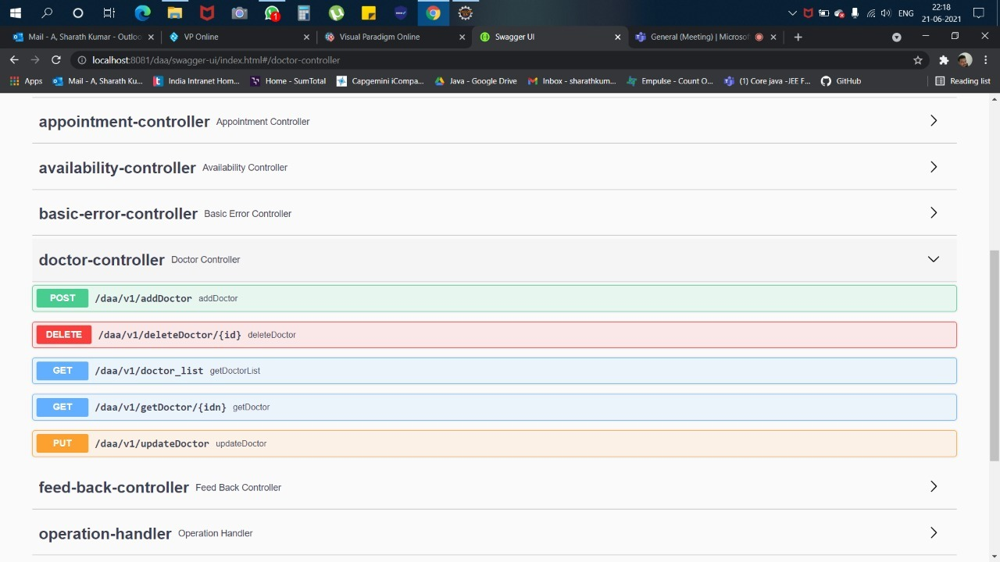 1
ENG
22:18
21-06-2021
Mail - A, Sharath Kumar - Outloo
VP Online
Visual Paradigm Online
Swagger UI
General (Meeting) | Microsof
localhost:8081/daa/swagger-ui/index.html#/doctor-controller
Apps
Mail - A, Sharath Ku...
India Intranet Hom...
Home - SumTotal
Capgemini iCompa...
Java - Google Drive
Inbox - sharathkum...
Empulse - Count O...
(1) Core java -JEE F...
GitHub
Reading list
appointment-controller Appointment Controller
availability-controller Availability Controller
basic-error-controller Basic Error Controller
doctor-controller Doctor Controller
POST /daa/v1/addDoctor addDoctor
DELETE /daa/v1/deleteDoctor/{id} deleteDoctor
GET /daa/v1/doctor_list getDoctorList
GET /daa/v1/getDoctor/{idn} getDoctor
PUT /daa/v1/updateDoctor updateDoctor
feed-back-controller Feed Back Controller
operation-handler Operation Handler